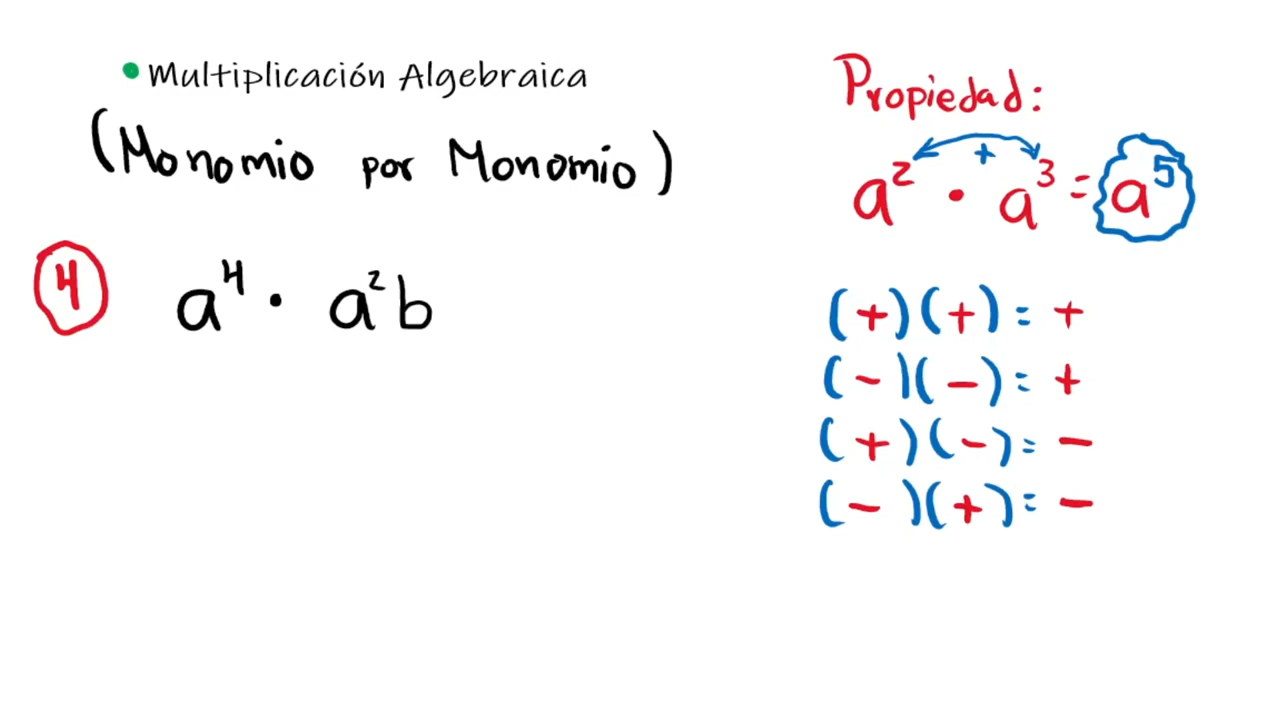 • Multiplicación Algebraica
(Monomio por Monomio)
4 a⁴ · a²b
Propiedad:
+
a² · a³ = a⁵
(+)(+) = +
(-)(-) = +
(+)(-) = -
(-)(+) = -